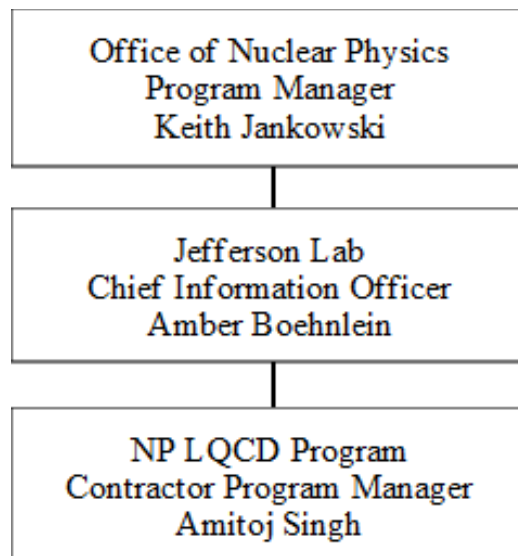 Office of Nuclear Physics
Program Manager
Keith Jankowski
Jefferson Lab
Chief Information Officer
Amber Boehnlein
NP LQCD Program
Contractor Program Manager
Amitoj Singh